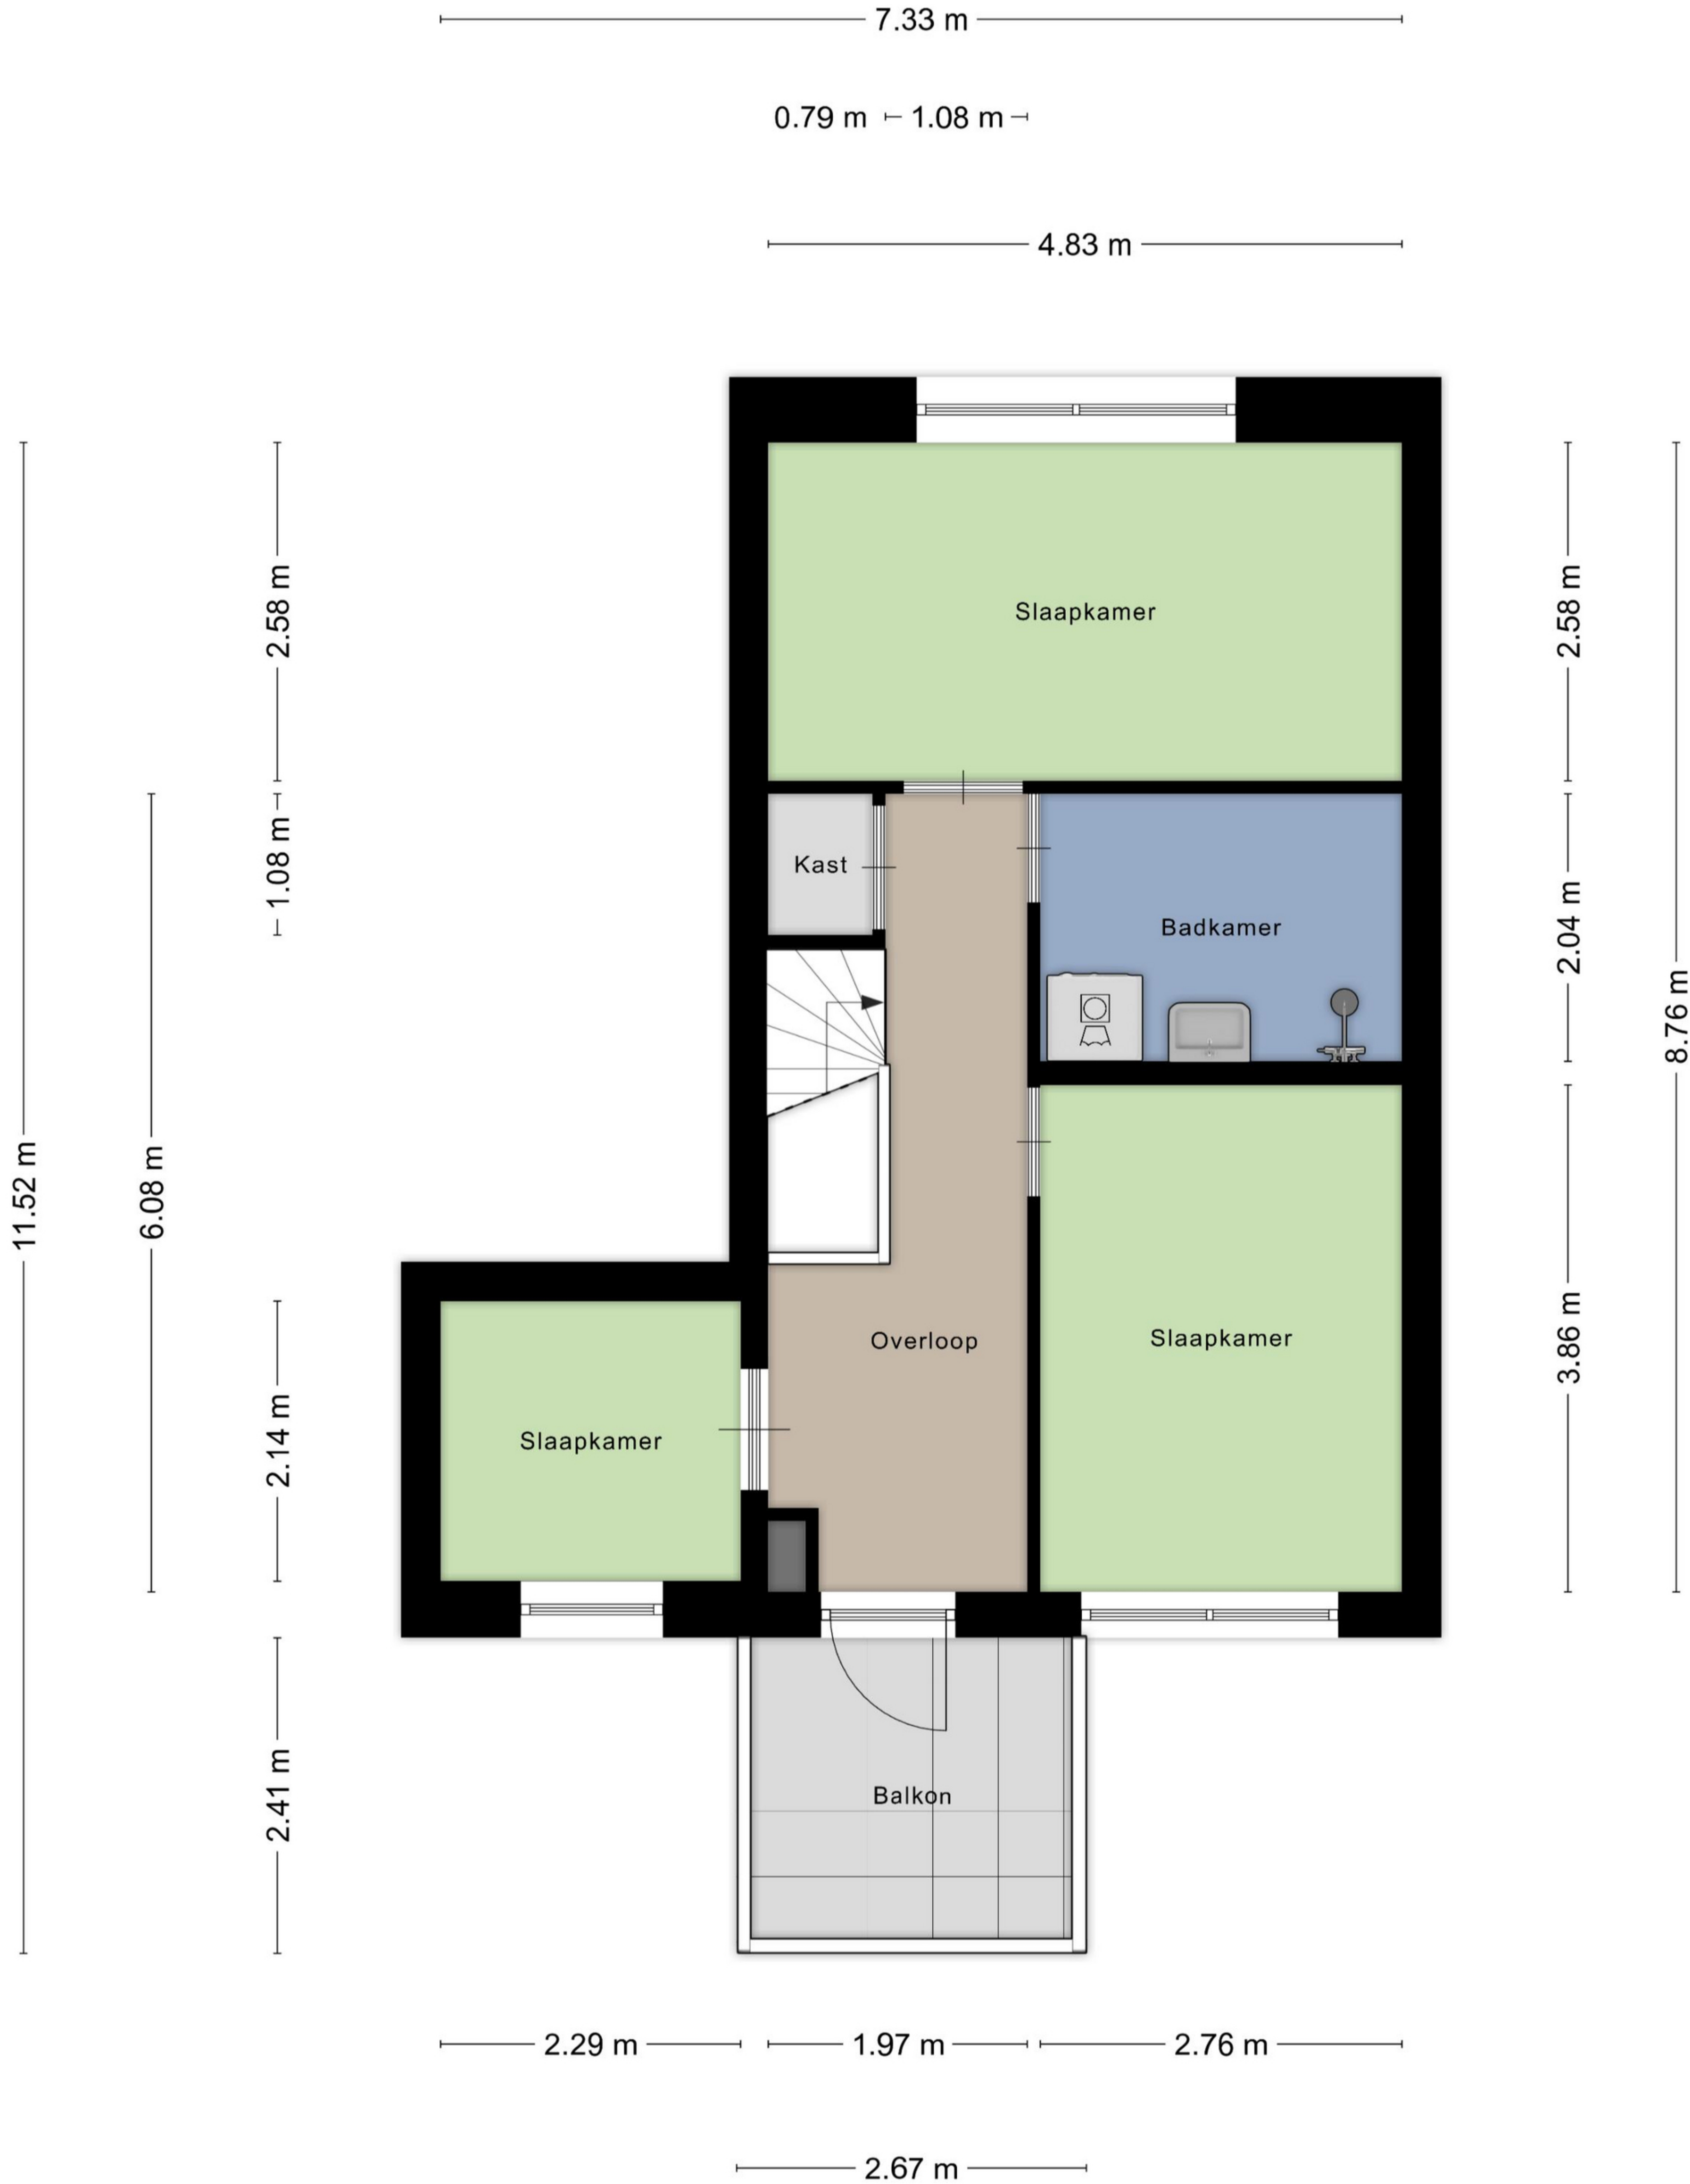 7.33 m
0.79 m
1.08 m
4.83 m
2.58 m
2.58 m
Slaapkamer
1.08 m
Kast
Badkamer
2.04 m
8.76 m
11.52 m
6.08 m
Overloop
Slaapkamer
3.86 m
2.14 m
Slaapkamer
Balkon
2.41 m
2.29 m
1.97 m
2.76 m
2.67 m